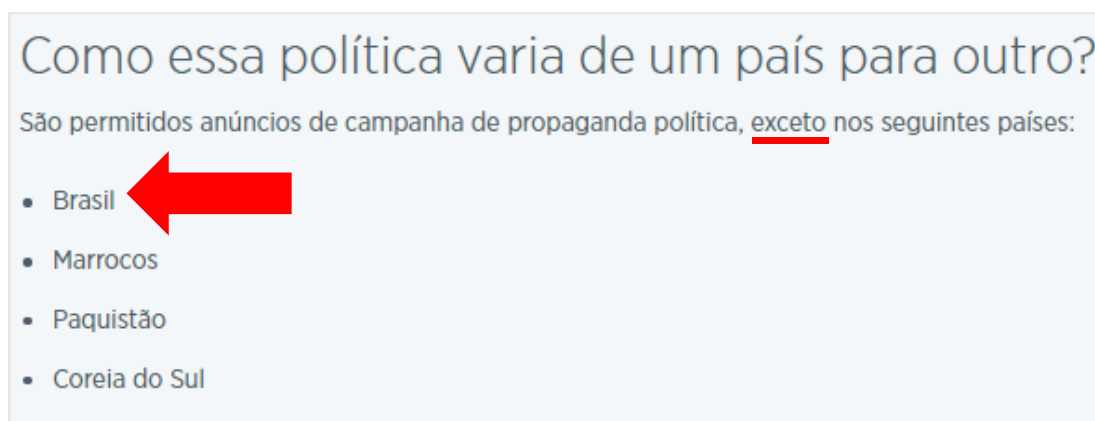 Como essa política varia de um país para outro?
São permitidos anúncios de campanha de propaganda política, exceto nos seguintes países:
• Brasil
• Marrocos
• Paquistão
• Coreia do Sul